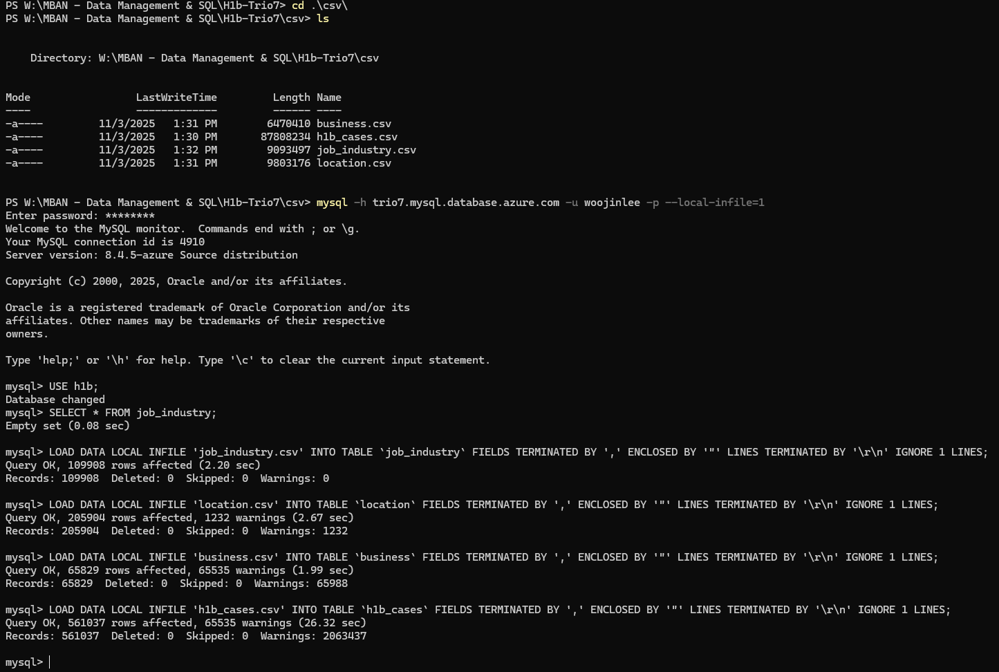 PS W:\MBAN - Data Management & SQL\H1b-Trio7> cd .\csv\
PS W:\MBAN - Data Management & SQL\H1b-Trio7\csv> ls
    Directory: W:\MBAN - Data Management & SQL\H1b-Trio7\csv
Mode                 LastWriteTime         Length Name
----                 -------------         ------ ----
-a----         11/3/2025   1:31 PM        6470410 business.csv
-a----         11/3/2025   1:30 PM       87808234 h1b_cases.csv
-a----         11/3/2025   1:32 PM        9093497 job_industry.csv
-a----         11/3/2025   1:31 PM        9803176 location.csv
PS W:\MBAN - Data Management & SQL\H1b-Trio7\csv> mysql -h trio7.mysql.database.azure.com -u woojinlee -p --local-infile=1
Enter password: ********
Welcome to the MySQL monitor.  Commands end with ; or \g.
Your MySQL connection id is 4910
Server version: 8.4.5-azure Source distribution
Copyright (c) 2000, 2025, Oracle and/or its affiliates.
Oracle is a registered trademark of Oracle Corporation and/or its
affiliates. Other names may be trademarks of their respective
owners.
Type 'help;' or '\h' for help. Type '\c' to clear the current input statement.
mysql> USE h1b;
Database changed
mysql> SELECT * FROM job_industry;
Empty set (0.08 sec)
mysql> LOAD DATA LOCAL INFILE 'job_industry.csv' INTO TABLE `job_industry` FIELDS TERMINATED BY ',' ENCLOSED BY '"' LINES TERMINATED BY '\r\n' IGNORE 1 LINES;
Query OK, 109908 rows affected (2.20 sec)
Records: 109908  Deleted: 0  Skipped: 0  Warnings: 0
mysql> LOAD DATA LOCAL INFILE 'location.csv' INTO TABLE `location` FIELDS TERMINATED BY ',' ENCLOSED BY '"' LINES TERMINATED BY '\r\n' IGNORE 1 LINES;
Query OK, 205904 rows affected, 1232 warnings (2.67 sec)
Records: 205904  Deleted: 0  Skipped: 0  Warnings: 1232
mysql> LOAD DATA LOCAL INFILE 'business.csv' INTO TABLE `business` FIELDS TERMINATED BY ',' ENCLOSED BY '"' LINES TERMINATED BY '\r\n' IGNORE 1 LINES;
Query OK, 65829 rows affected, 65535 warnings (1.99 sec)
Records: 65829  Deleted: 0  Skipped: 0  Warnings: 65988
mysql> LOAD DATA LOCAL INFILE 'h1b_cases.csv' INTO TABLE `h1b_cases` FIELDS TERMINATED BY ',' ENCLOSED BY '"' LINES TERMINATED BY '\r\n' IGNORE 1 LINES;
Query OK, 561037 rows affected, 65535 warnings (26.32 sec)
Records: 561037  Deleted: 0  Skipped: 0  Warnings: 2063437
mysql>